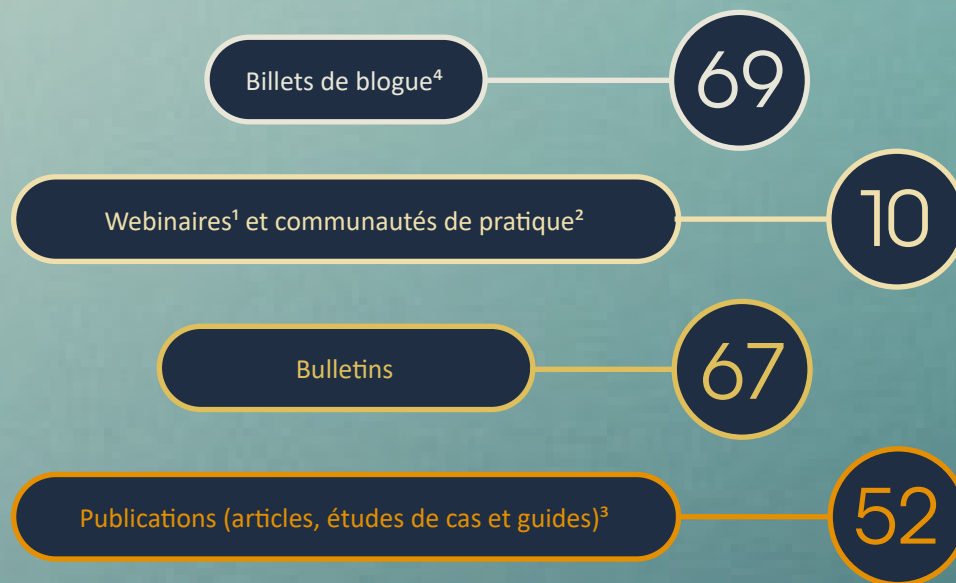 Billets de blogue⁴
69
Webinaires¹ et communautés de pratique²
10
Bulletins
67
Publications (articles, études de cas et guides)³
52